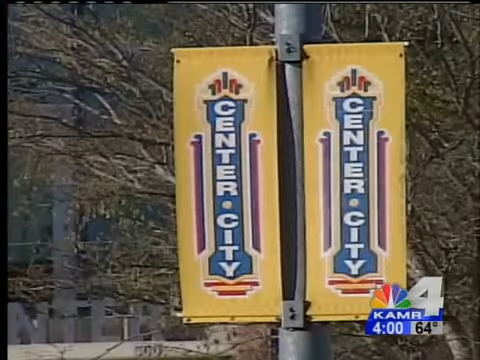 CENTER • CITY
CENTER • CITY
4
KAMR
4:00 64°